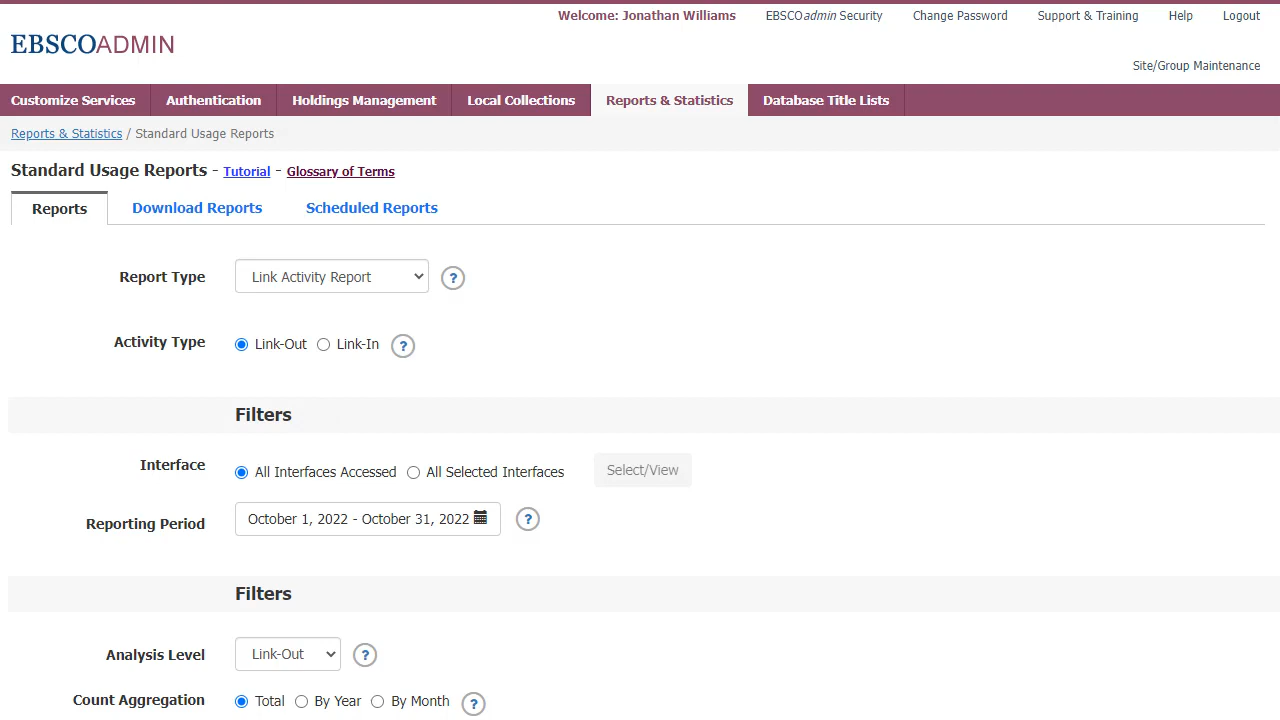 Welcome: Jonathan Williams EBSCOadmin Security Change Password Support & Training Help Logout
EBSCOADMIN
Site/Group Maintenance
Customize Services Authentication Holdings Management Local Collections Reports & Statistics Database Title Lists
Reports & Statistics / Standard Usage Reports
Standard Usage Reports - Tutorial - Glossary of Terms
Reports Download Reports Scheduled Reports
Report Type Link Activity Report ?
Activity Type Link-Out Link-In ?
Filters
Interface All Interfaces Accessed All Selected Interfaces Select/View
Reporting Period October 1, 2022 - October 31, 2022 ?
Filters
Analysis Level Link-Out ?
Count Aggregation Total By Year By Month ?